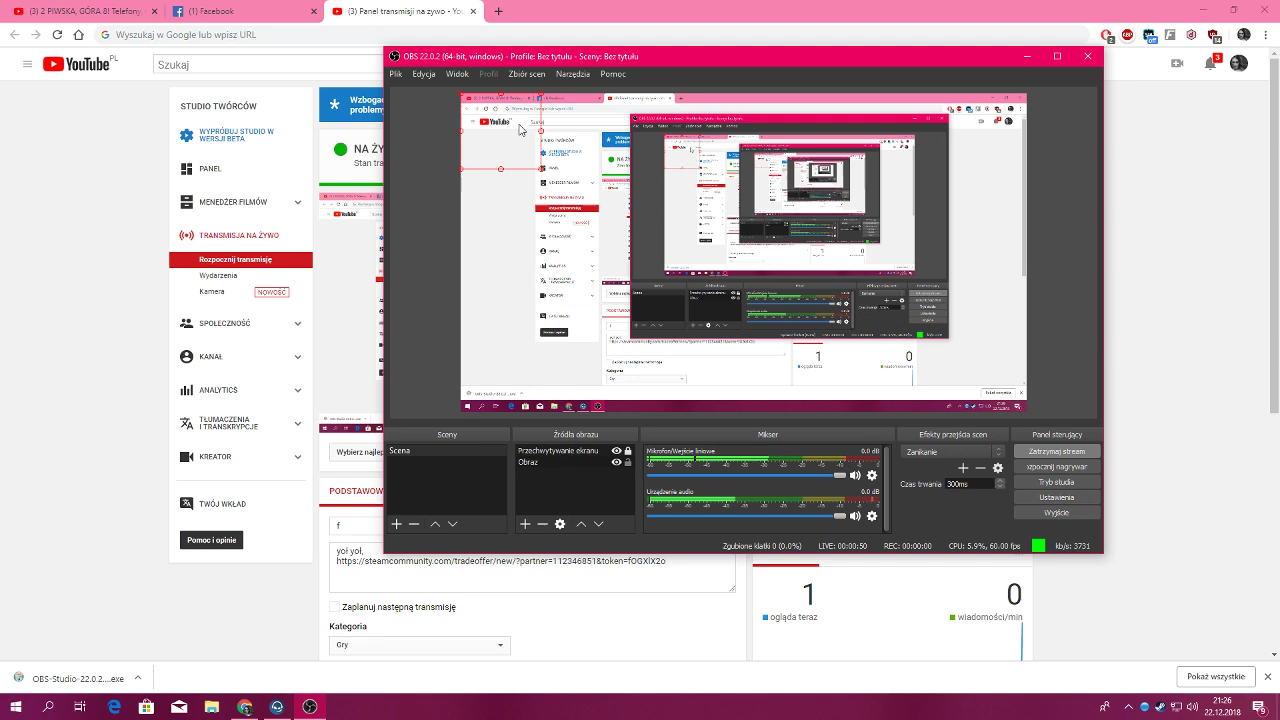 (3) 2 PIWSKA, GÓRA 8! Telefony,
(1) Facebook
(3) Panel transmisji na żywo - Yo
Wyszukaj w Google lub wpisz URL
YouTube PL
Szukaj
3
STUDIO TWÓRCÓW
WYPRÓBUJ STUDIO W
WERSJI BETA
PANEL
MENEDŻER FILMÓW
TRANSMISJA NA ŻYWO
Rozpocznij transmisję
Wydarzenia
Kamera
NOWOŚĆ
SPOŁECZNOŚĆ
KANAŁ
ANALYTICS
TŁUMACZENIA
I TRANSKRYPCJE
KREATOR
TWÓJ WKŁAD
Pomoc i opinie
Wzbogać
problemy
NA ŻY
Stan tra
Wybierz najlep
PODSTAWOW
f
yo! yo!,
https://steamcommunity.com/tradeoffer/new/?partner=112346851&token=fOGXlX2o
Zaplanuj następną transmisję
Kategoria
Gry
1
ogląda teraz
0
wiadomości/min
OBS 22.0.2 (64-bit, windows) - Profile: Bez tytułu - Sceny: Bez tytułu
Plik Edycja Widok Profil Zbiór scen Narzędzia Pomoc
Sceny
Scena
Źródła obrazu
Przechwytywanie ekranu
Obraz
Mikser
Mikrofon/Wejście liniowe
0.0 dB
Urządzenie audio
0.0 dB
Efekty przejścia scen
Zanikanie
Czas trwania 300ms
Panel sterujący
Zatrzymaj stream
ozpocznij nagrywar
Tryb studia
Ustawienia
Wyjście
Zgubione klatki 0 (0.0%) LIVE: 00:00:50 REC: 00:00:00 CPU: 5.9%, 60.00 fps kb/s: 3731
OBS-Studio-22.0.2....exe
Pokaż wszystkie
21:26
22.12.2018